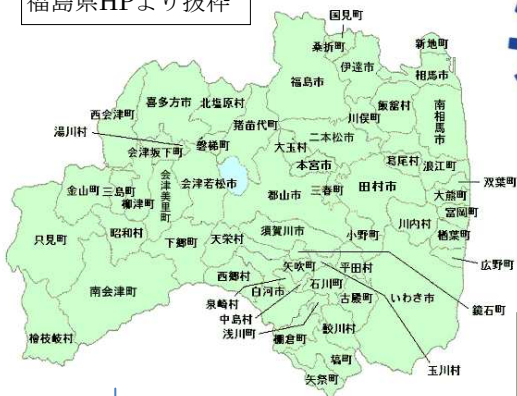 福島県HPより抜粋
国見町
桑折町
伊達市
新地町
相馬市
福島市
飯舘村
南相馬市
川俣町
喜多方市
北塩原村
西会津町
猪苗代町
二本松市
湯川村
磐梯町
大玉村
会津坂下町
本宮市
葛尾村
浪江町
双葉町
金山町
三島町
柳津町
会津美里町
会津若松市
郡山市
三春町
田村市
大熊町
富岡町
只見町
昭和村
下郷町
天栄村
須賀川市
小野町
川内村
楢葉町
広野町
西郷村
矢吹町
平田村
南会津町
白河市
石川町
古殿町
いわき市
鏡石町
泉崎村
中島村
浅川町
棚倉町
鮫川村
檜枝岐村
塙町
玉川村
矢祭町